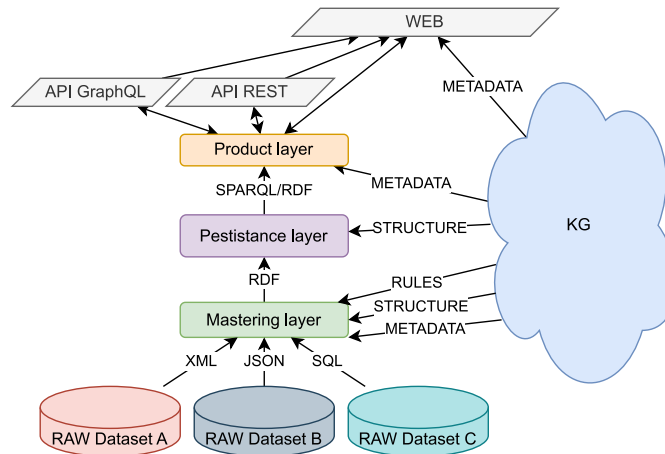 WEB
API GraphQL
API REST
METADATA
Product layer
SPARQL/RDF
METADATA
Pestistance layer
STRUCTURE
KG
RDF
RULES
STRUCTURE
Mastering layer
METADATA
XML
JSON
SQL
RAW Dataset A
RAW Dataset B
RAW Dataset C